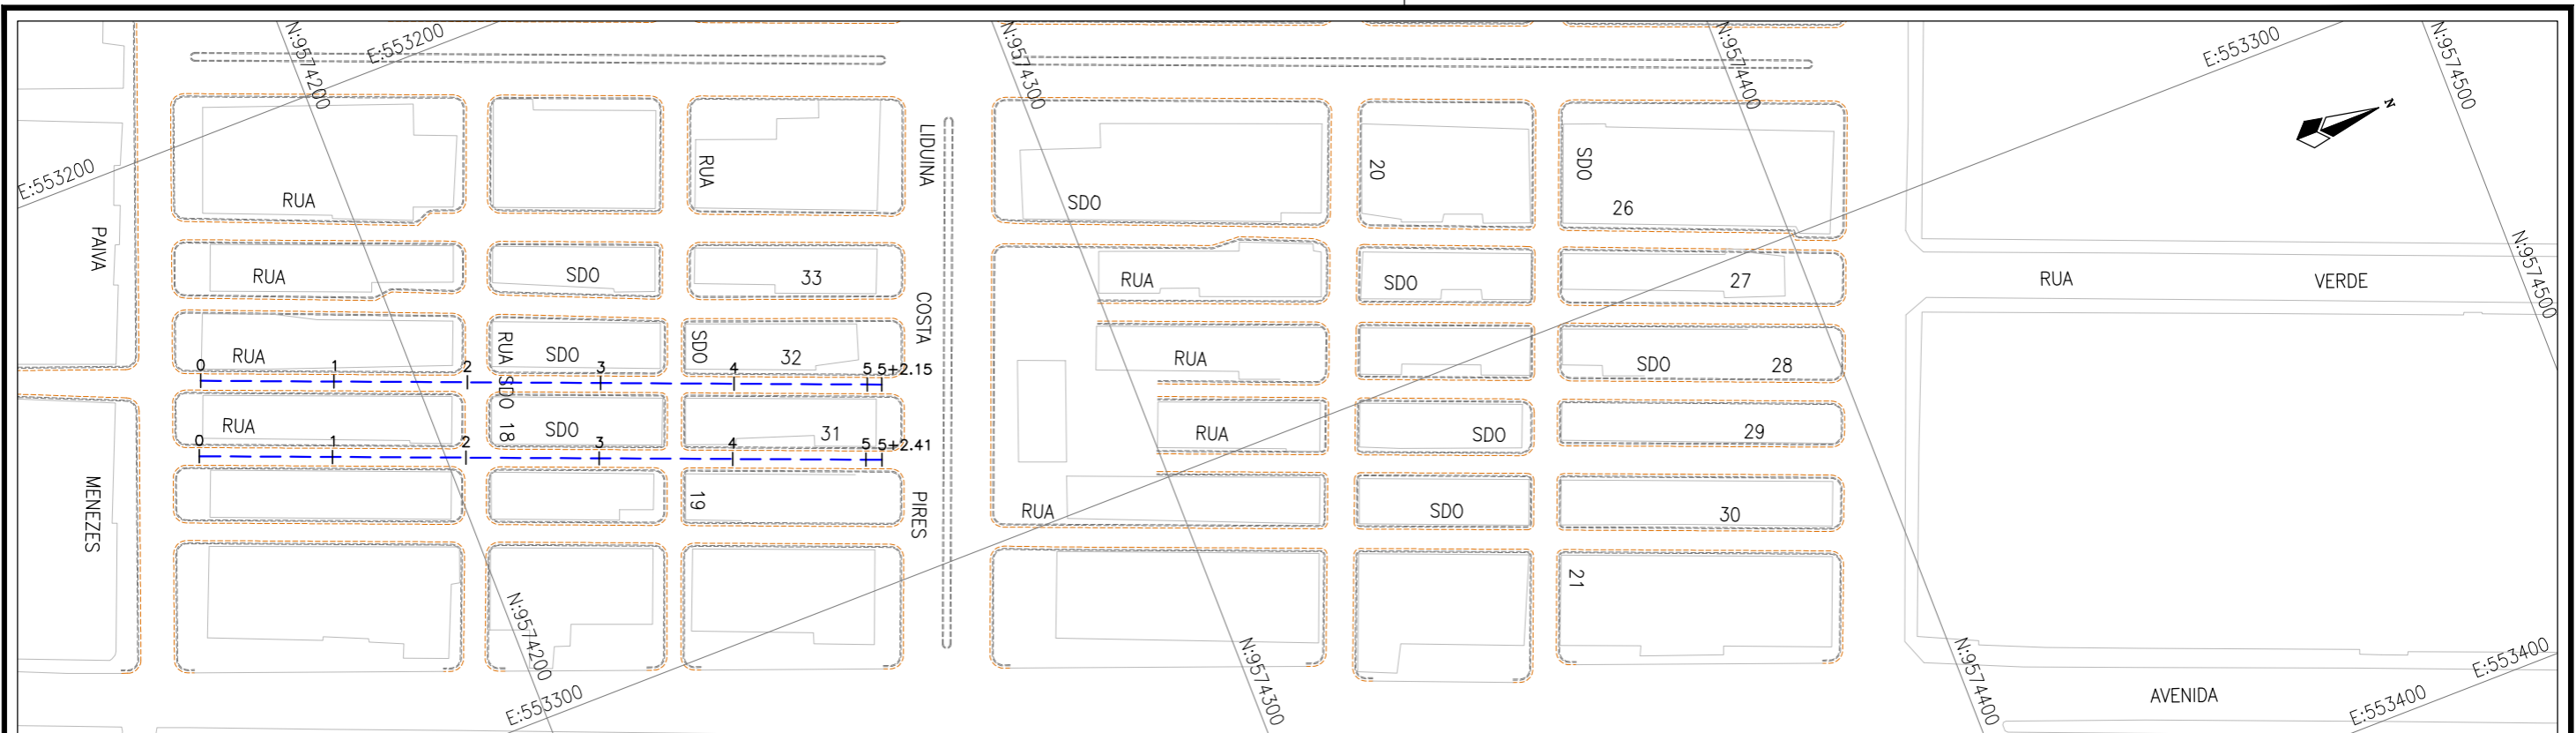 N:9574200
E:553200
N:9574300
N:9574400
E:553300
N:9574500
N
E:553200
RUA
RUA
LIDUINA
SDO
20
SDO
26
PAIVA
RUA
SDO
33
RUA
SDO
27
RUA
VERDE
N:9574500
COSTA
RUA
RUA SDO 18
SDO
SDO
32
RUA
SDO
28
0
1
2
3
4
5
5+2.15
RUA
SDO
31
RUA
SDO
29
0
1
2
3
4
5
5+2.41
MENEZES
19
PIRES
RUA
SDO
30
21
N:9574200
E:553300
N:9574300
N:9574400
AVENIDA
E:553400
E:553400